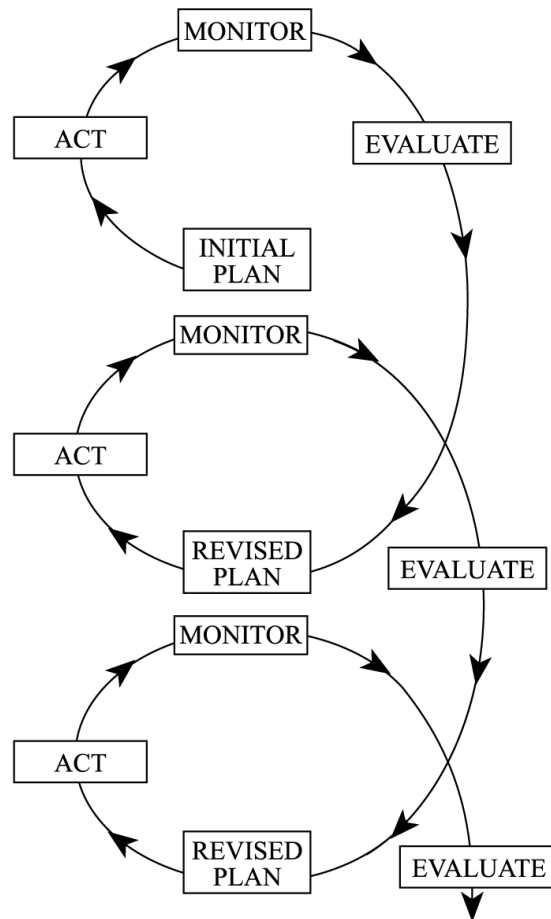 MONITOR
ACT
EVALUATE
INITIAL
PLAN
MONITOR
ACT
REVISED
PLAN
EVALUATE
MONITOR
ACT
REVISED
PLAN
EVALUATE